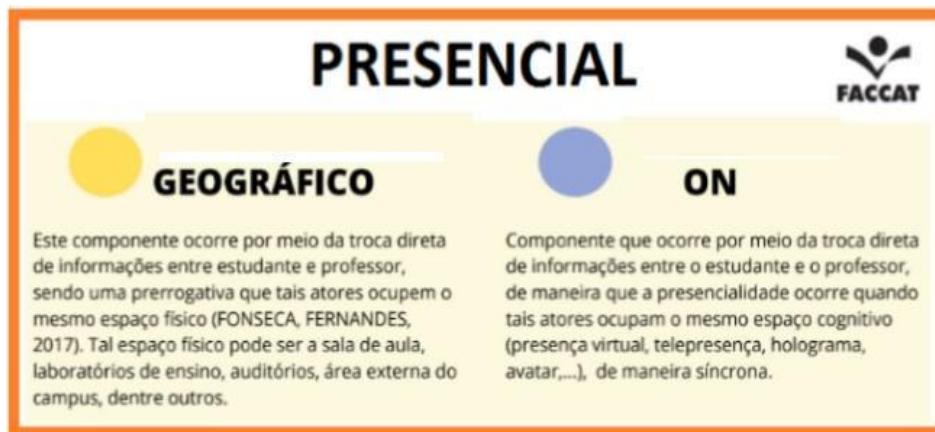 PRESENCIAL
FACCAT
GEOGRÁFICO
Este componente ocorre por meio da troca direta
de informações entre estudante e professor,
sendo uma prerrogativa que tais atores ocupem o
mesmo espaço físico (FONSECA, FERNANDES,
2017). Tal espaço físico pode ser a sala de aula,
laboratórios de ensino, auditórios, área externa do
campus, dentre outros.
ON
Componente que ocorre por meio da troca direta
de informações entre o estudante e o professor,
de maneira que a presencialidade ocorre quando
tais atores ocupam o mesmo espaço cognitivo
(presença virtual, telepresença, holograma,
avatar,...), de maneira síncrona.